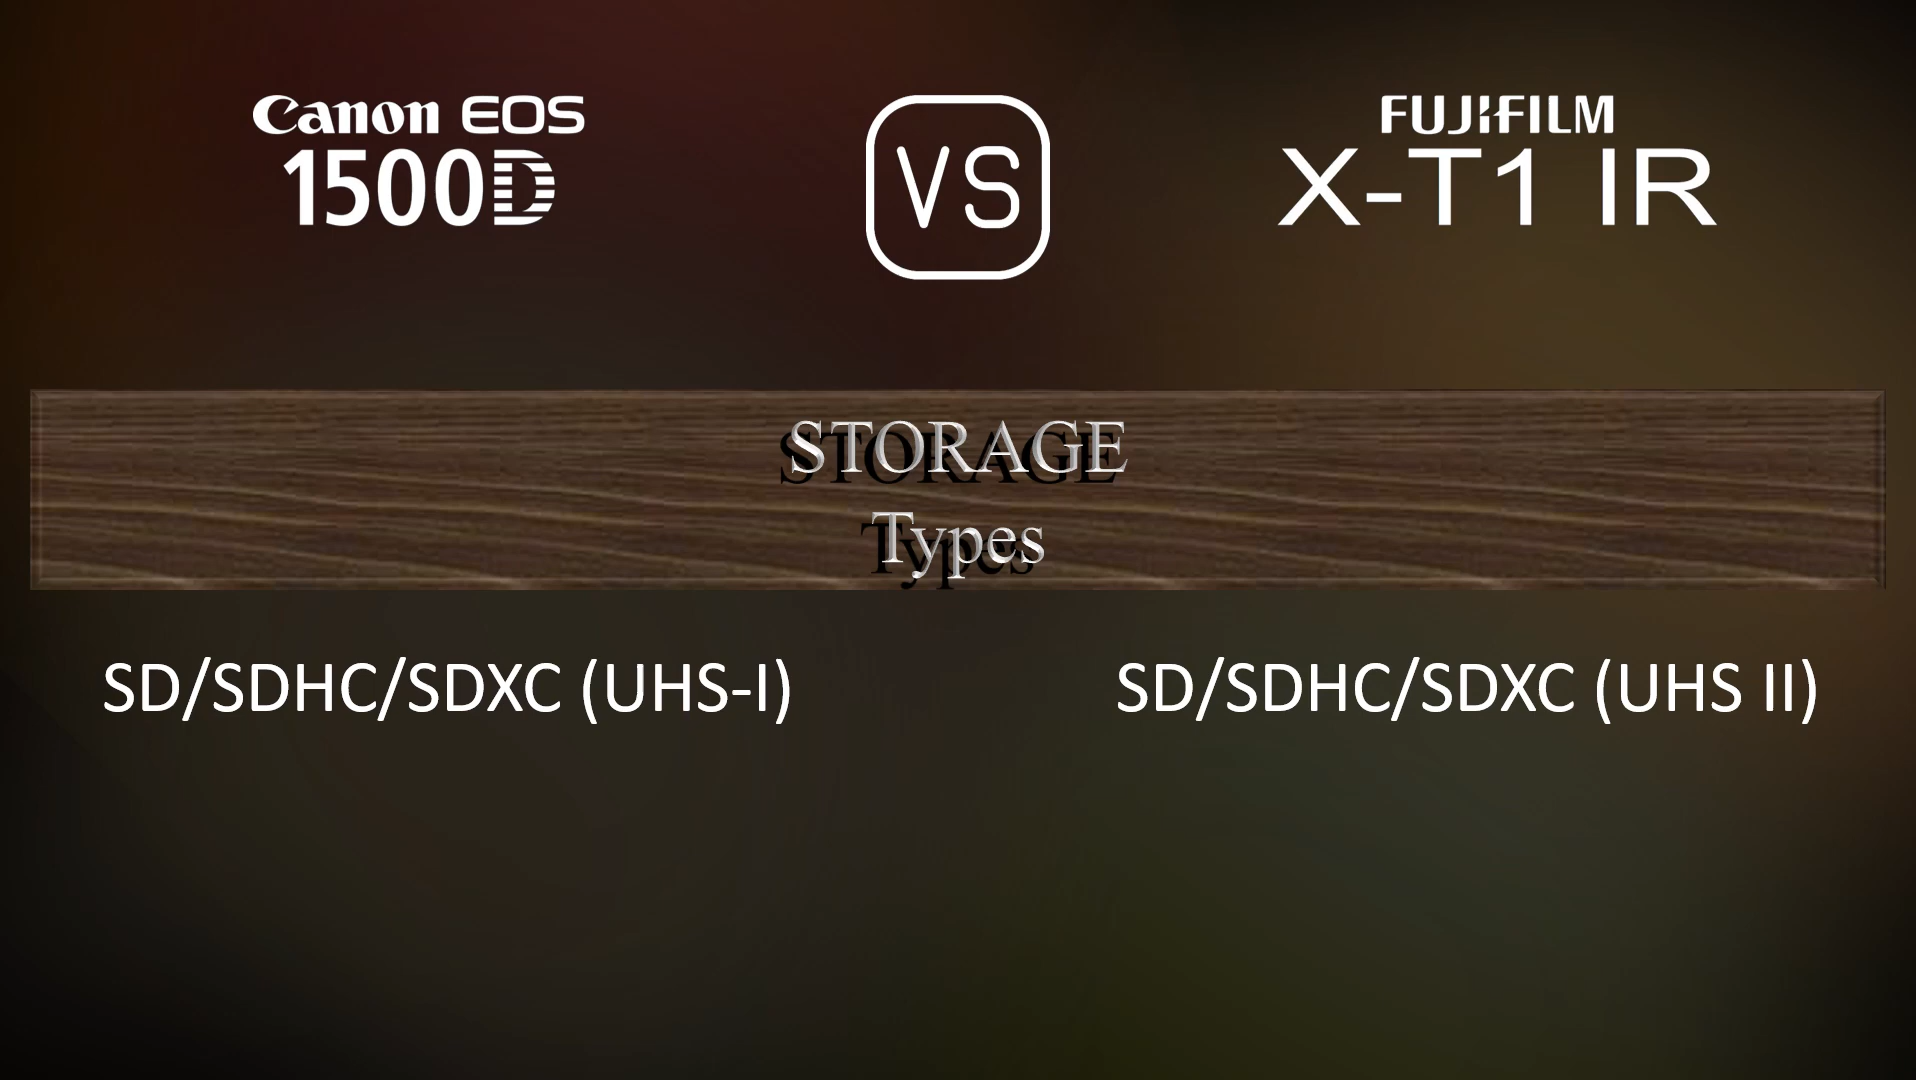 Canon EOS
1500D
VS
FUJIFILM
X-T1 IR
STORAGE
Types
SD/SDHC/SDXC (UHS-I)
SD/SDHC/SDXC (UHS II)